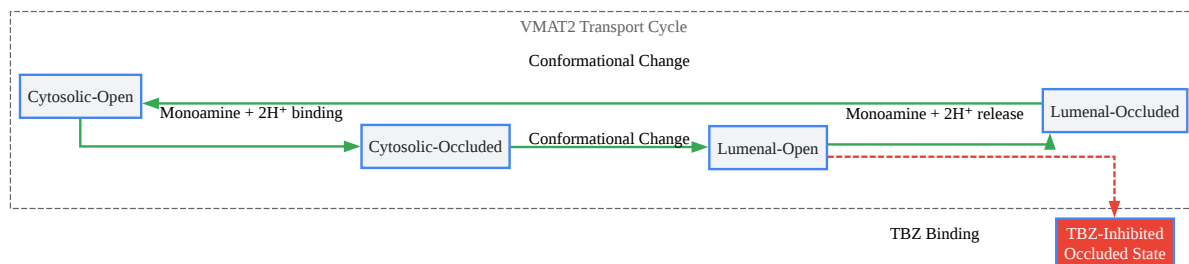 VMAT2 Transport Cycle
Conformational Change
Cytosolic-Open
Monoamine + 2H⁺ binding
Monoamine + 2H⁺ release
Lumenal-Occluded
Cytosolic-Occluded
Conformational Change
Lumenal-Open
TBZ Binding
TBZ-Inhibited
Occluded State